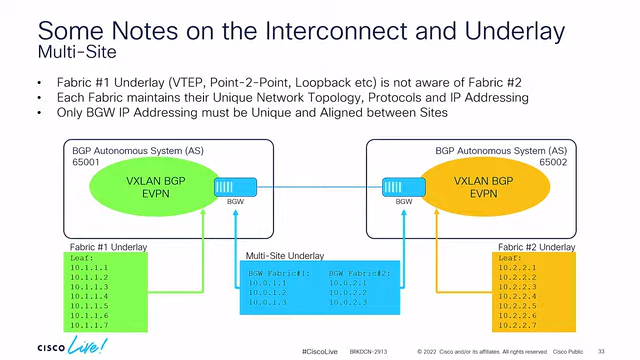 Some Notes on the Interconnect and Underlay
Multi-Site
• Fabric #1 Underlay (VTEP, Point-2-Point, Loopback etc) is not aware of Fabric #2
• Each Fabric maintains their Unique Network Topology, Protocols and IP Addressing
• Only BGW IP Addressing must be Unique and Aligned between Sites
BGP Autonomous System (AS)
65001
VXLAN BGP
EVPN
BGW
BGP Autonomous System (AS)
65002
BGW
VXLAN BGP
EVPN
Fabric #1 Underlay
Leaf:
10.1.1.1
10.1.1.2
10.1.1.3
10.1.1.4
10.1.1.5
10.1.1.6
10.1.1.7
Multi-Site Underlay
BGW Fabric#1: BGW Fabric#2:
10.0.1.1 10.0.2.1
10.0.1.2 10.0.2.2
10.0.1.3 10.0.2.3
Fabric #2 Underlay
Leaf:
10.2.2.1
10.2.2.2
10.2.2.3
10.2.2.4
10.2.2.5
10.2.2.6
10.2.2.7
CISCO Live!
#CiscoLive BRKDCN-2913 © 2022 Cisco and/or its affiliates. All rights reserved. Cisco Public 33